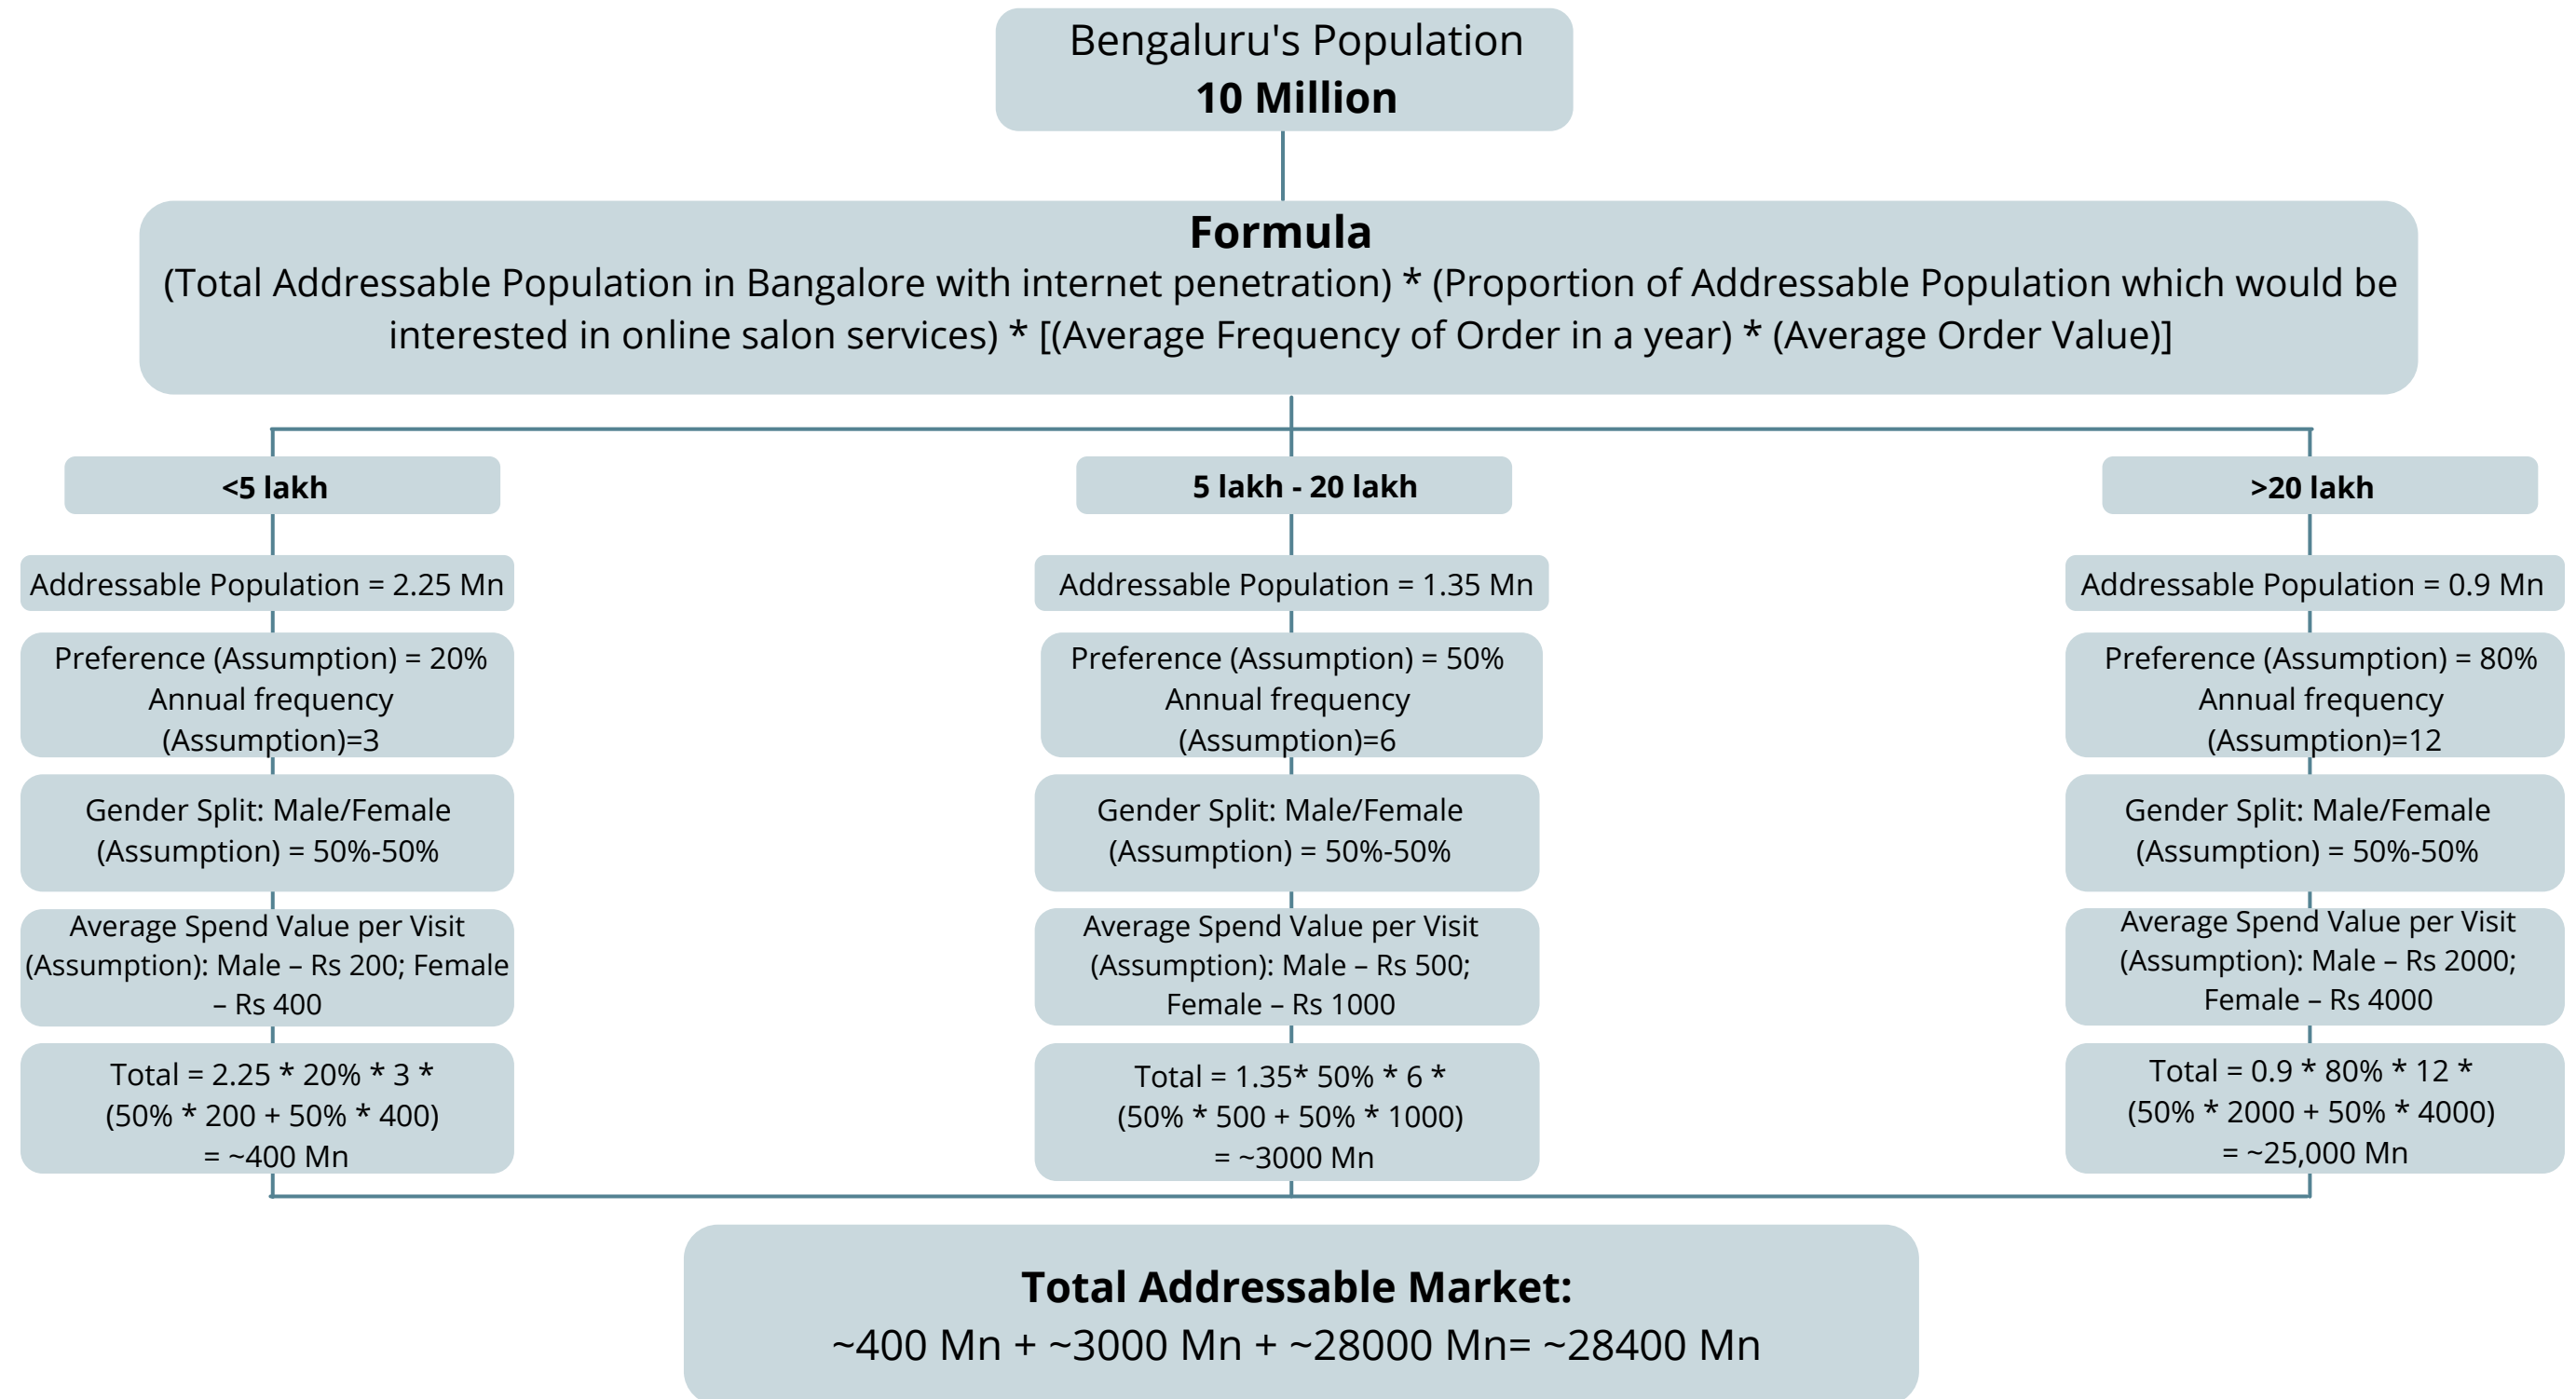 Bengaluru's Population
10 Million
Formula
(Total Addressable Population in Bangalore with internet penetration) * (Proportion of Addressable Population which would be
interested in online salon services) * [(Average Frequency of Order in a year) * (Average Order Value)]
<5 lakh
Addressable Population = 2.25 Mn
Preference (Assumption) = 20%
Annual frequency
(Assumption)=3
Gender Split: Male/Female
(Assumption) = 50%-50%
Average Spend Value per Visit
(Assumption): Male – Rs 200; Female
– Rs 400
Total = 2.25 * 20% * 3 *
(50% * 200 + 50% * 400)
= ~400 Mn
5 lakh - 20 lakh
Addressable Population = 1.35 Mn
Preference (Assumption) = 50%
Annual frequency
(Assumption)=6
Gender Split: Male/Female
(Assumption) = 50%-50%
Average Spend Value per Visit
(Assumption): Male – Rs 500;
Female – Rs 1000
Total = 1.35* 50% * 6 *
(50% * 500 + 50% * 1000)
= ~3000 Mn
>20 lakh
Addressable Population = 0.9 Mn
Preference (Assumption) = 80%
Annual frequency
(Assumption)=12
Gender Split: Male/Female
(Assumption) = 50%-50%
Average Spend Value per Visit
(Assumption): Male – Rs 2000;
Female – Rs 4000
Total = 0.9 * 80% * 12 *
(50% * 2000 + 50% * 4000)
= ~25,000 Mn
Total Addressable Market:
~400 Mn + ~3000 Mn + ~28000 Mn= ~28400 Mn